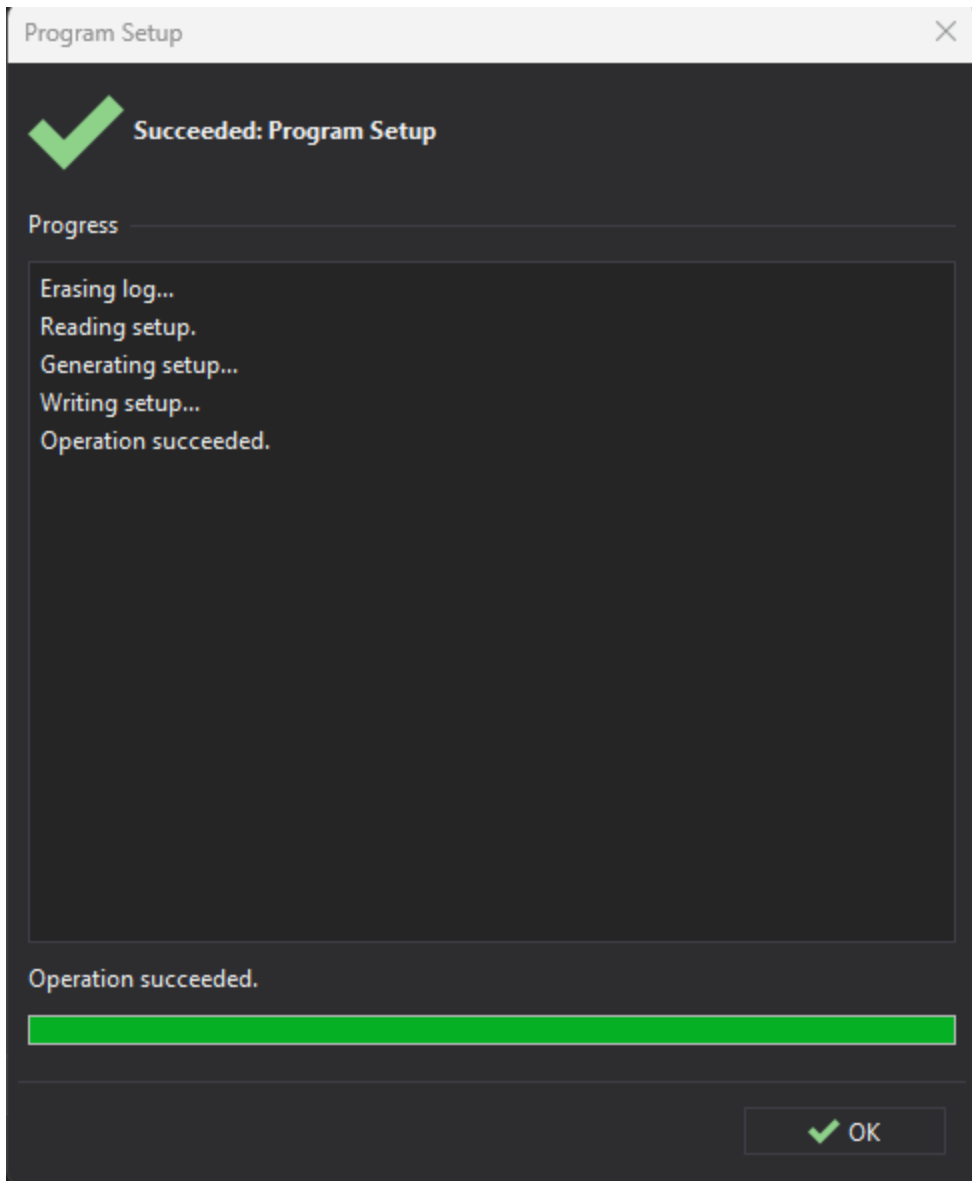 Program Setup
Succeeded: Program Setup
Progress
Erasing log...
Reading setup.
Generating setup...
Writing setup...
Operation succeeded.
Operation succeeded.
OK